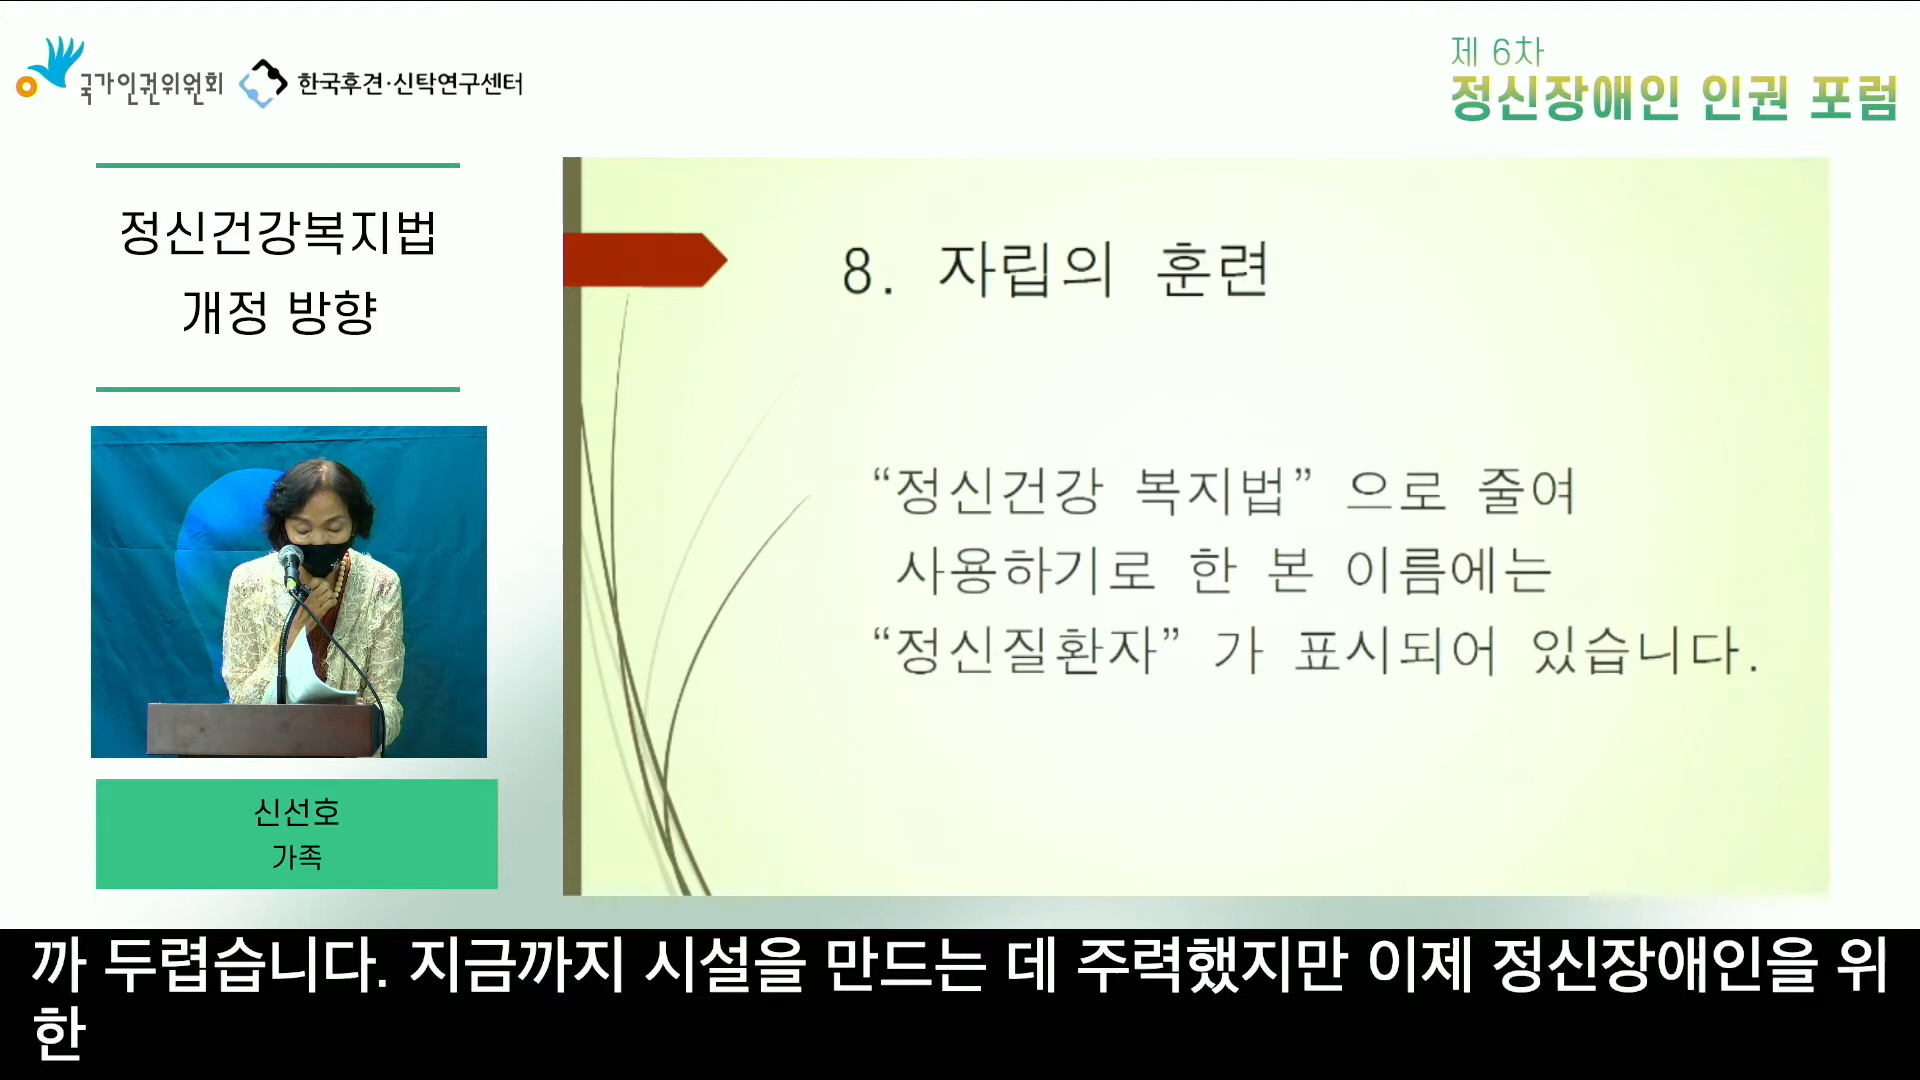 국가인권위원회
한국후견·신탁연구센터
제 6차
정신장애인 인권 포럼
정신건강복지법
개정 방향
8. 자립의 훈련
“정신건강 복지법” 으로 줄여
사용하기로 한 본 이름에는
“정신질환자” 가 표시되어 있습니다.
신선호
가족
까 두렵습니다. 지금까지 시설을 만드는 데 주력했지만 이제 정신장애인을 위
한